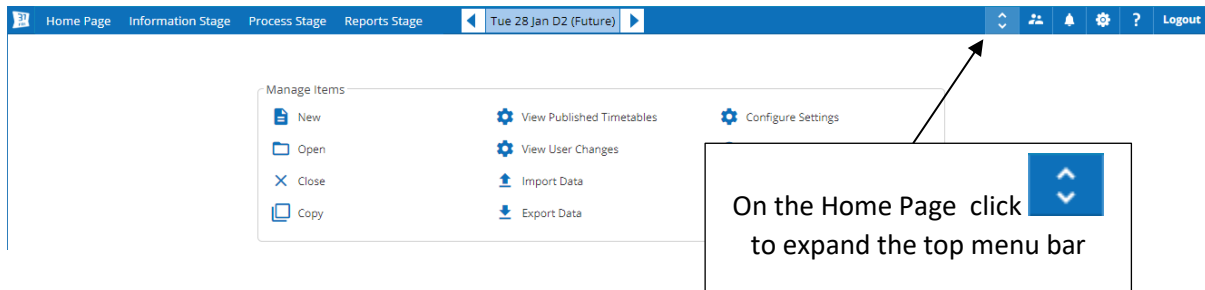 31
Home Page Information Stage Process Stage Reports Stage Tue 28 Jan D2 (Future) ? Logout
Manage Items
New View Published Timetables Configure Settings
Open View User Changes
Close Import Data
Copy Export Data
On the Home Page click
to expand the top menu bar